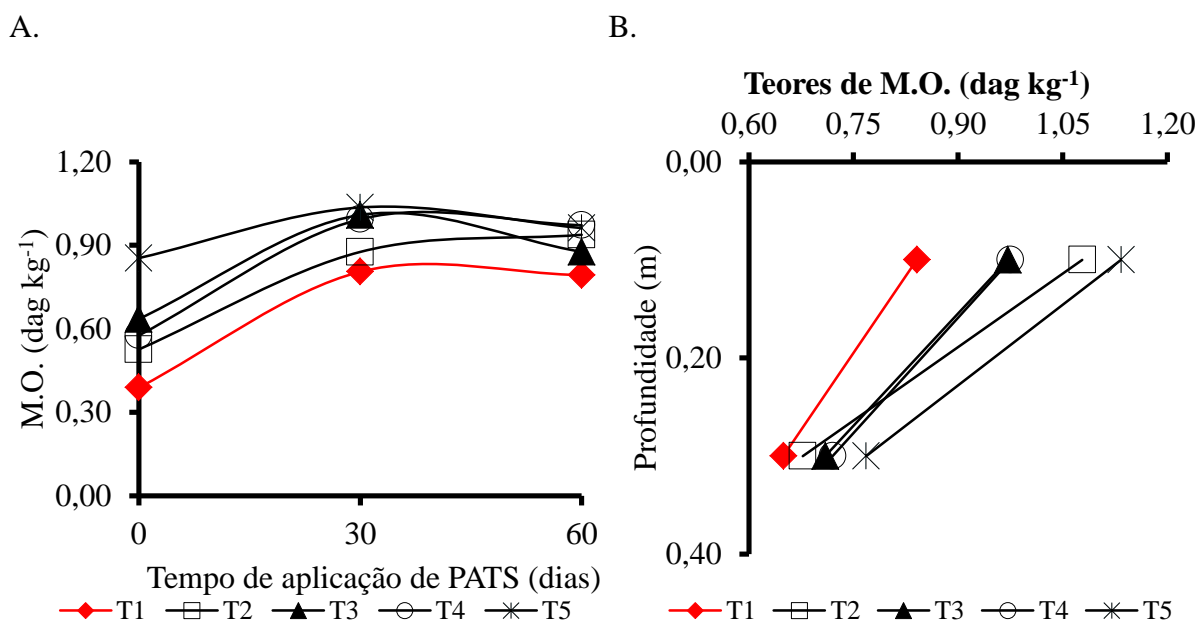 A.
1,20
0,90
0,60
0,30
0,00
M.O. (dag kg-1)
0
30
60
Tempo de aplicação de PATS (dias)
T1 T2 T3 T4 T5
B.
Teores de M.O. (dag kg-1)
0,60 0,75 0,90 1,05 1,20
0,00
0,20
0,40
Profundidade (m)
T1 T2 T3 T4 T5